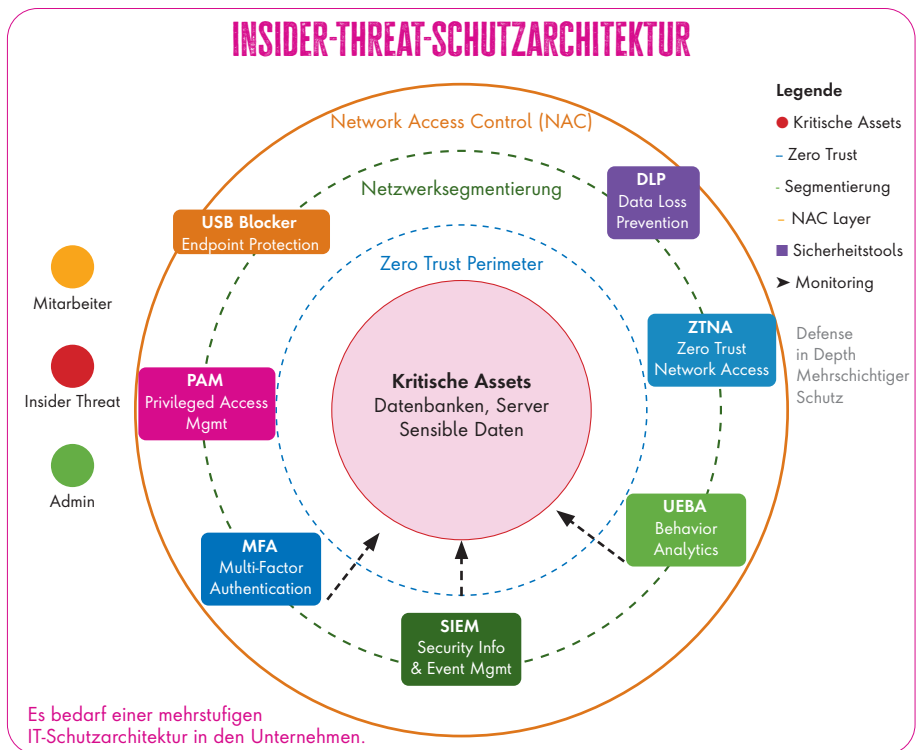 INSIDER-THREAT-SCHUTZARCHITEKTUR
Network Access Control (NAC)
Netzwerksegmentierung
Zero Trust Perimeter
Kritische Assets
Datenbanken, Server
Sensible Daten
USB Blocker
Endpoint Protection
DLP
Data Loss
Prevention
ZTNA
Zero Trust
Network Access
PAM
Privileged Access
Mgmt
UEBA
Behavior
Analytics
MFA
Multi-Factor
Authentication
SIEM
Security Info
& Event Mgmt
Mitarbeiter
Insider Threat
Admin
Legende
Kritische Assets
Zero Trust
Segmentierung
NAC Layer
Sicherheitstools
Monitoring
Defense
in Depth
Mehrschichtiger
Schutz
Es bedarf einer mehrstufigen
IT-Schutzarchitektur in den Unternehmen.